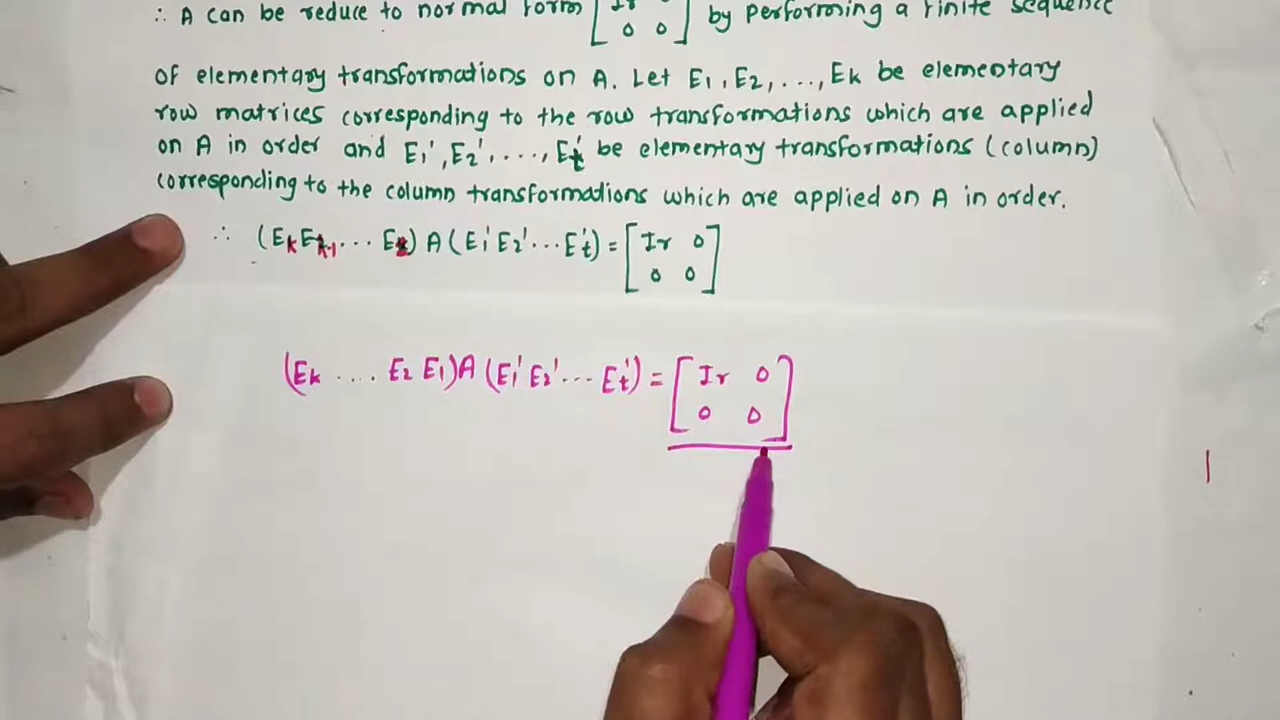 ∴ A can be reduce to normal form [Ir 0
0 0] by performing a finite sequence
of elementary transformations on A. Let E1, E2, ..., Ek be elementary
row matrices corresponding to the row transformations which are applied
on A in order and E1', E2', ...., Et' be elementary transformations (column)
corresponding to the column transformations which are applied on A in order.
∴ (Ek Ek-1 ... ) A (E1' E2' ... Et') = [Ir 0
0 0]
(Ek .... E2 E1) A (E1' E2' ... Et') = [Ir 0
0 0]